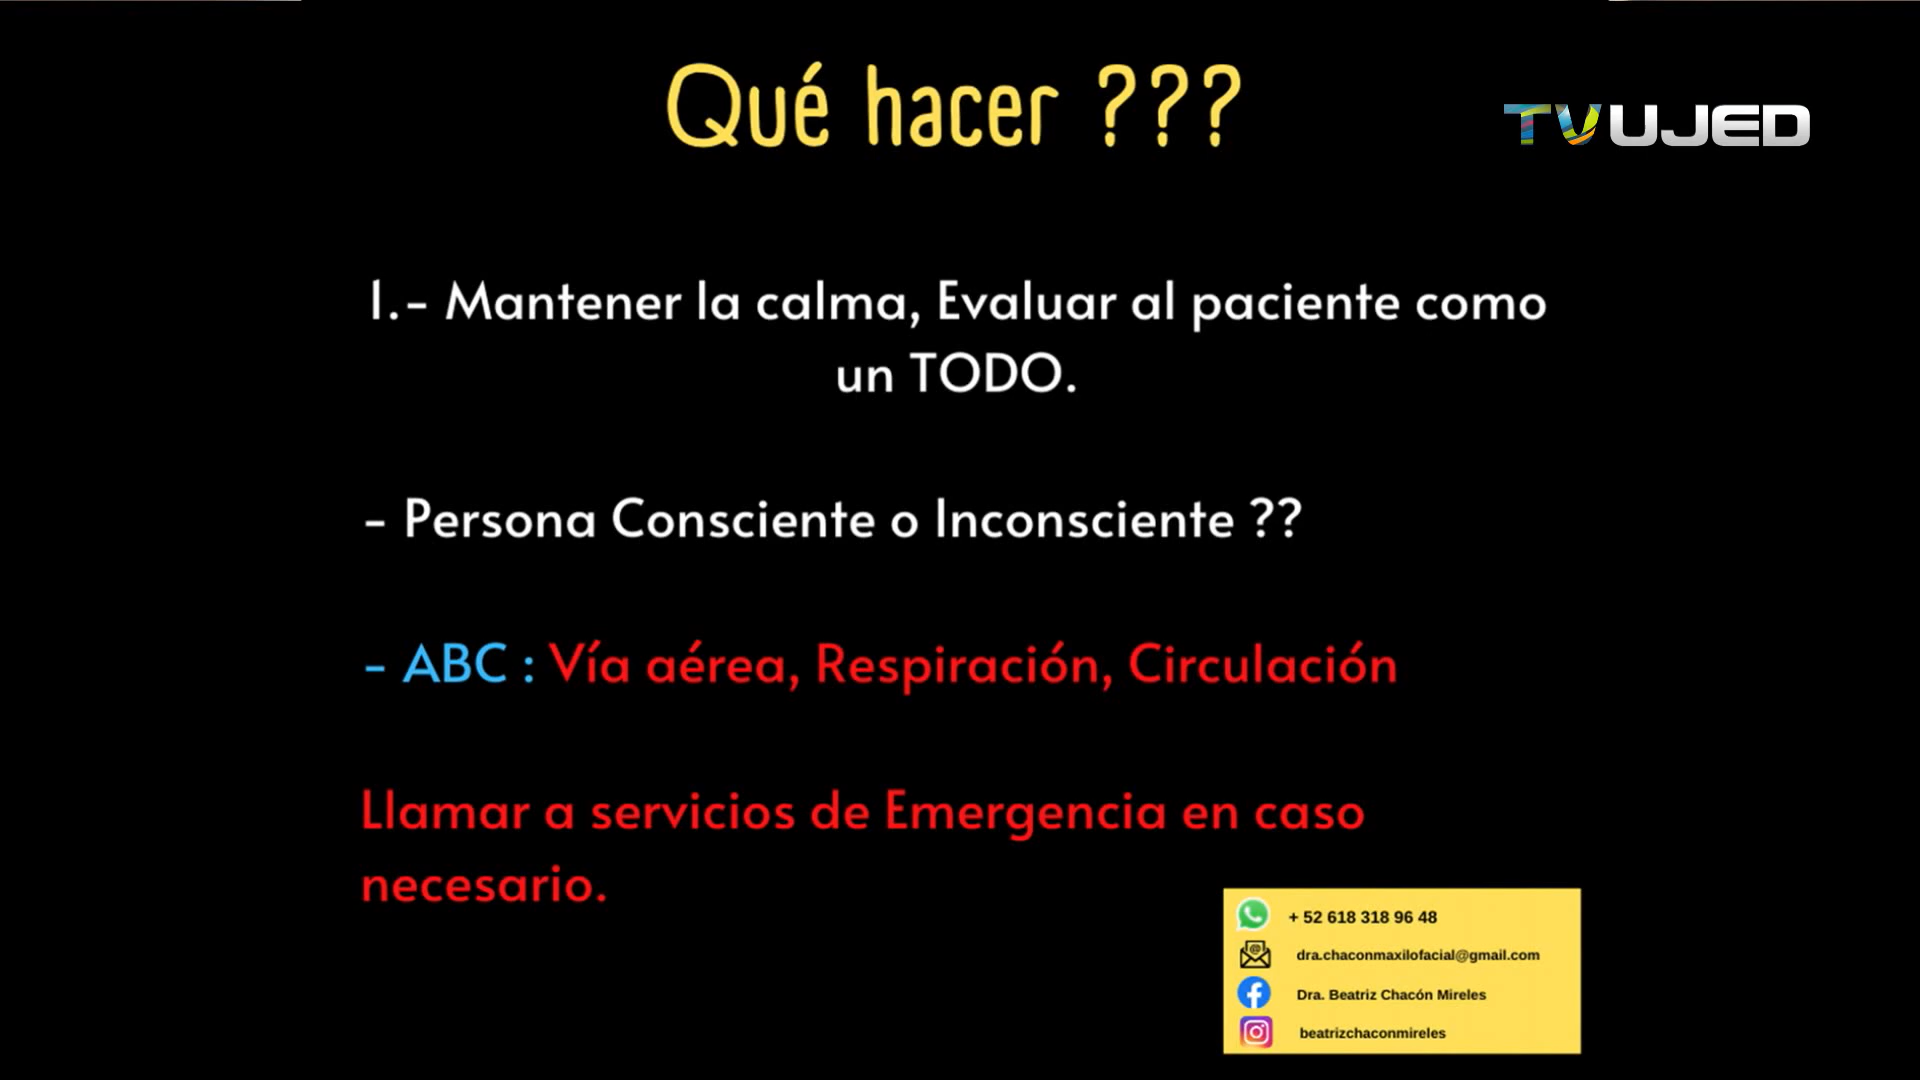 Qué hacer ???
TVUJED
1.- Mantener la calma, Evaluar al paciente como
un TODO.
- Persona Consciente o Inconsciente ??
- ABC : Vía aérea, Respiración, Circulación
Llamar a servicios de Emergencia en caso
necesario.
+ 52 618 318 96 48
dra.chaconmaxilofacial@gmail.com
Dra. Beatriz Chacón Mireles
beatrizchaconmireles